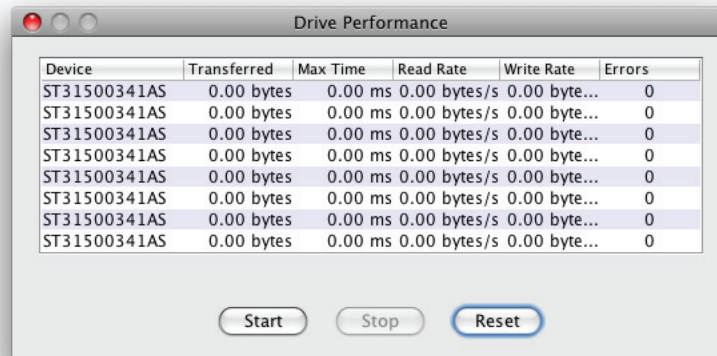 Drive Performance
Device Transferred Max Time Read Rate Write Rate Errors
ST31500341AS 0.00 bytes 0.00 ms 0.00 bytes/s 0.00 byte... 0
ST31500341AS 0.00 bytes 0.00 ms 0.00 bytes/s 0.00 byte... 0
ST31500341AS 0.00 bytes 0.00 ms 0.00 bytes/s 0.00 byte... 0
ST31500341AS 0.00 bytes 0.00 ms 0.00 bytes/s 0.00 byte... 0
ST31500341AS 0.00 bytes 0.00 ms 0.00 bytes/s 0.00 byte... 0
ST31500341AS 0.00 bytes 0.00 ms 0.00 bytes/s 0.00 byte... 0
ST31500341AS 0.00 bytes 0.00 ms 0.00 bytes/s 0.00 byte... 0
ST31500341AS 0.00 bytes 0.00 ms 0.00 bytes/s 0.00 byte... 0
Start Stop Reset